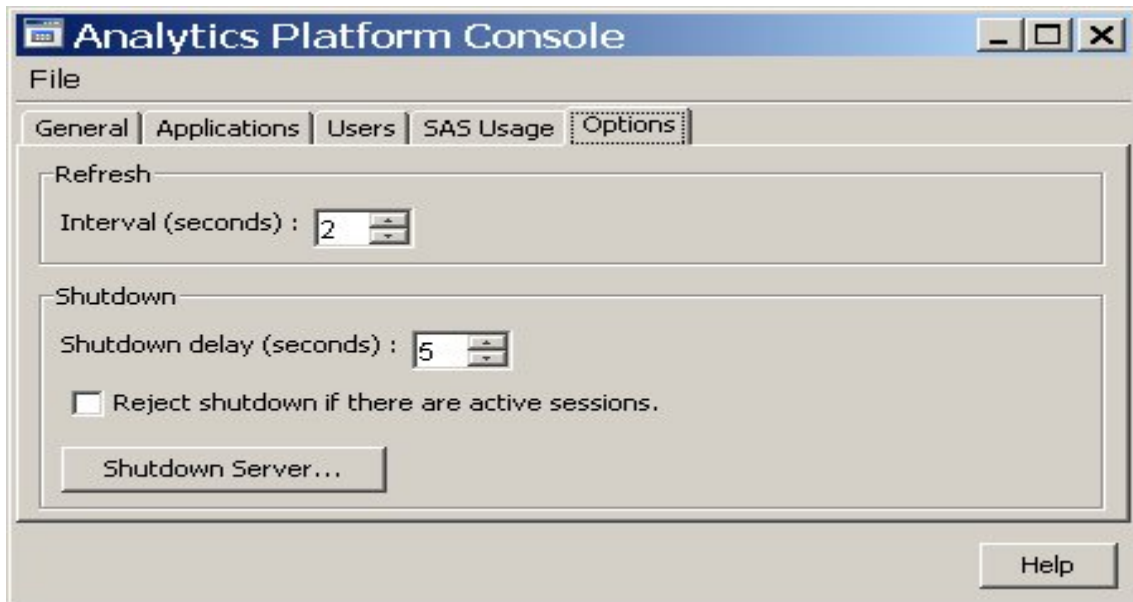 Analytics Platform Console
File
General Applications Users SAS Usage Options
Refresh
Interval (seconds) : 2
Shutdown
Shutdown delay (seconds) : 5
Reject shutdown if there are active sessions.
Shutdown Server...
Help